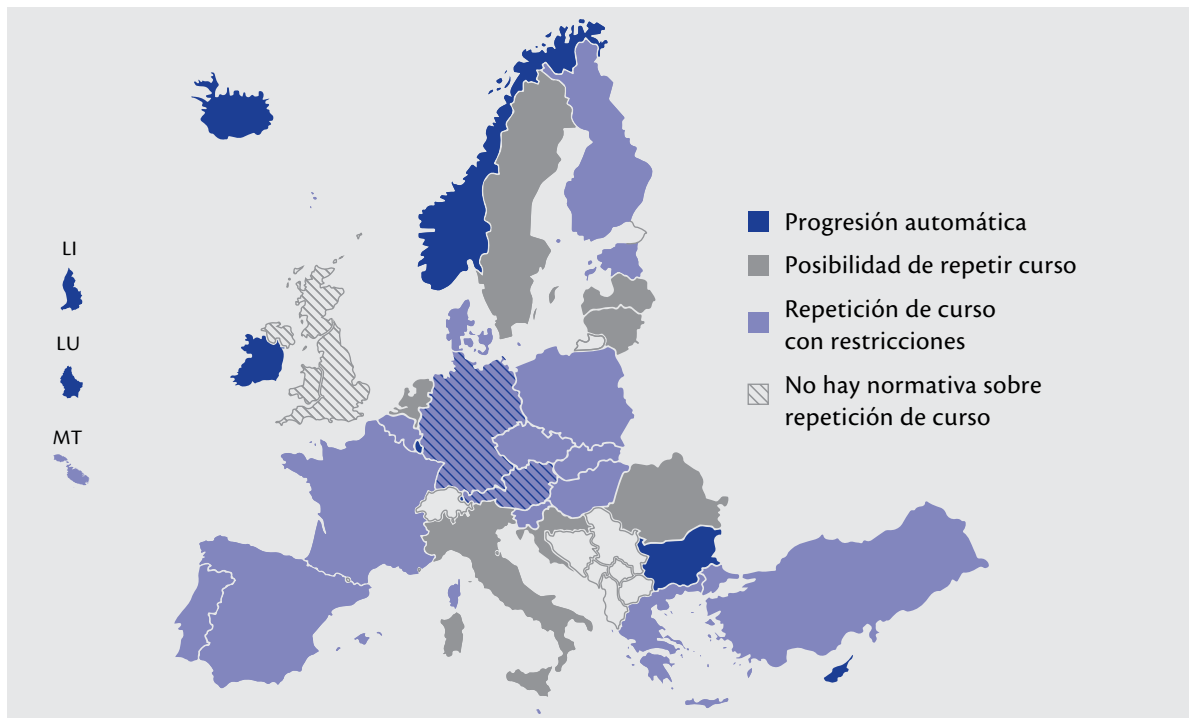 LI
LU
MT
Progresión automática
Posibilidad de repetir curso
Repetición de curso
con restricciones
No hay normativa sobre
repetición de curso